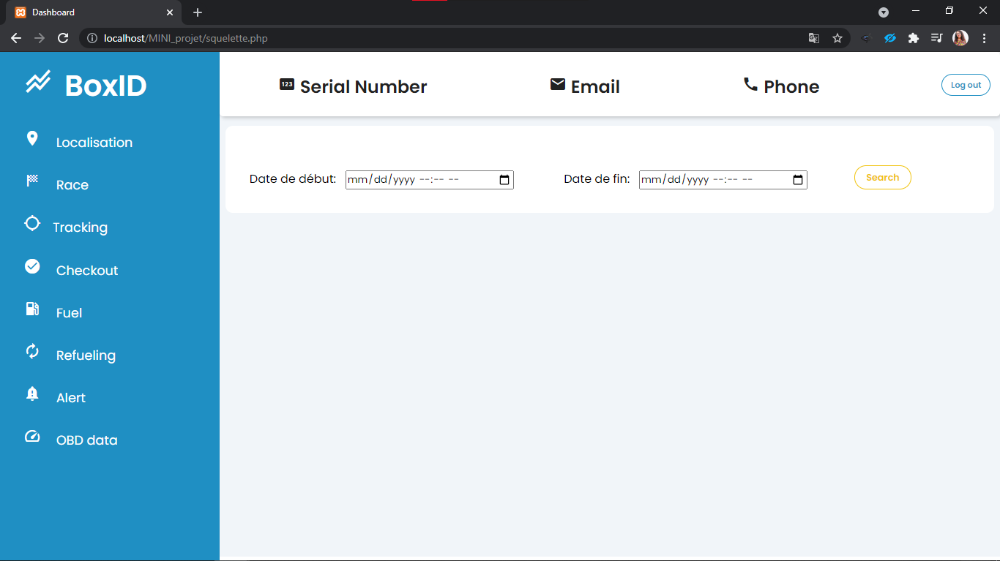 Dashboard
localhost/MINI_projet/squelette.php
BoxID
123 Serial Number
Email
Phone
Log out
Localisation
Race
Tracking
Checkout
Fuel
Refueling
Alert
OBD data
Date de début: mm/dd/yyyy --:-- --
Date de fin: mm/dd/yyyy --:-- --
Search